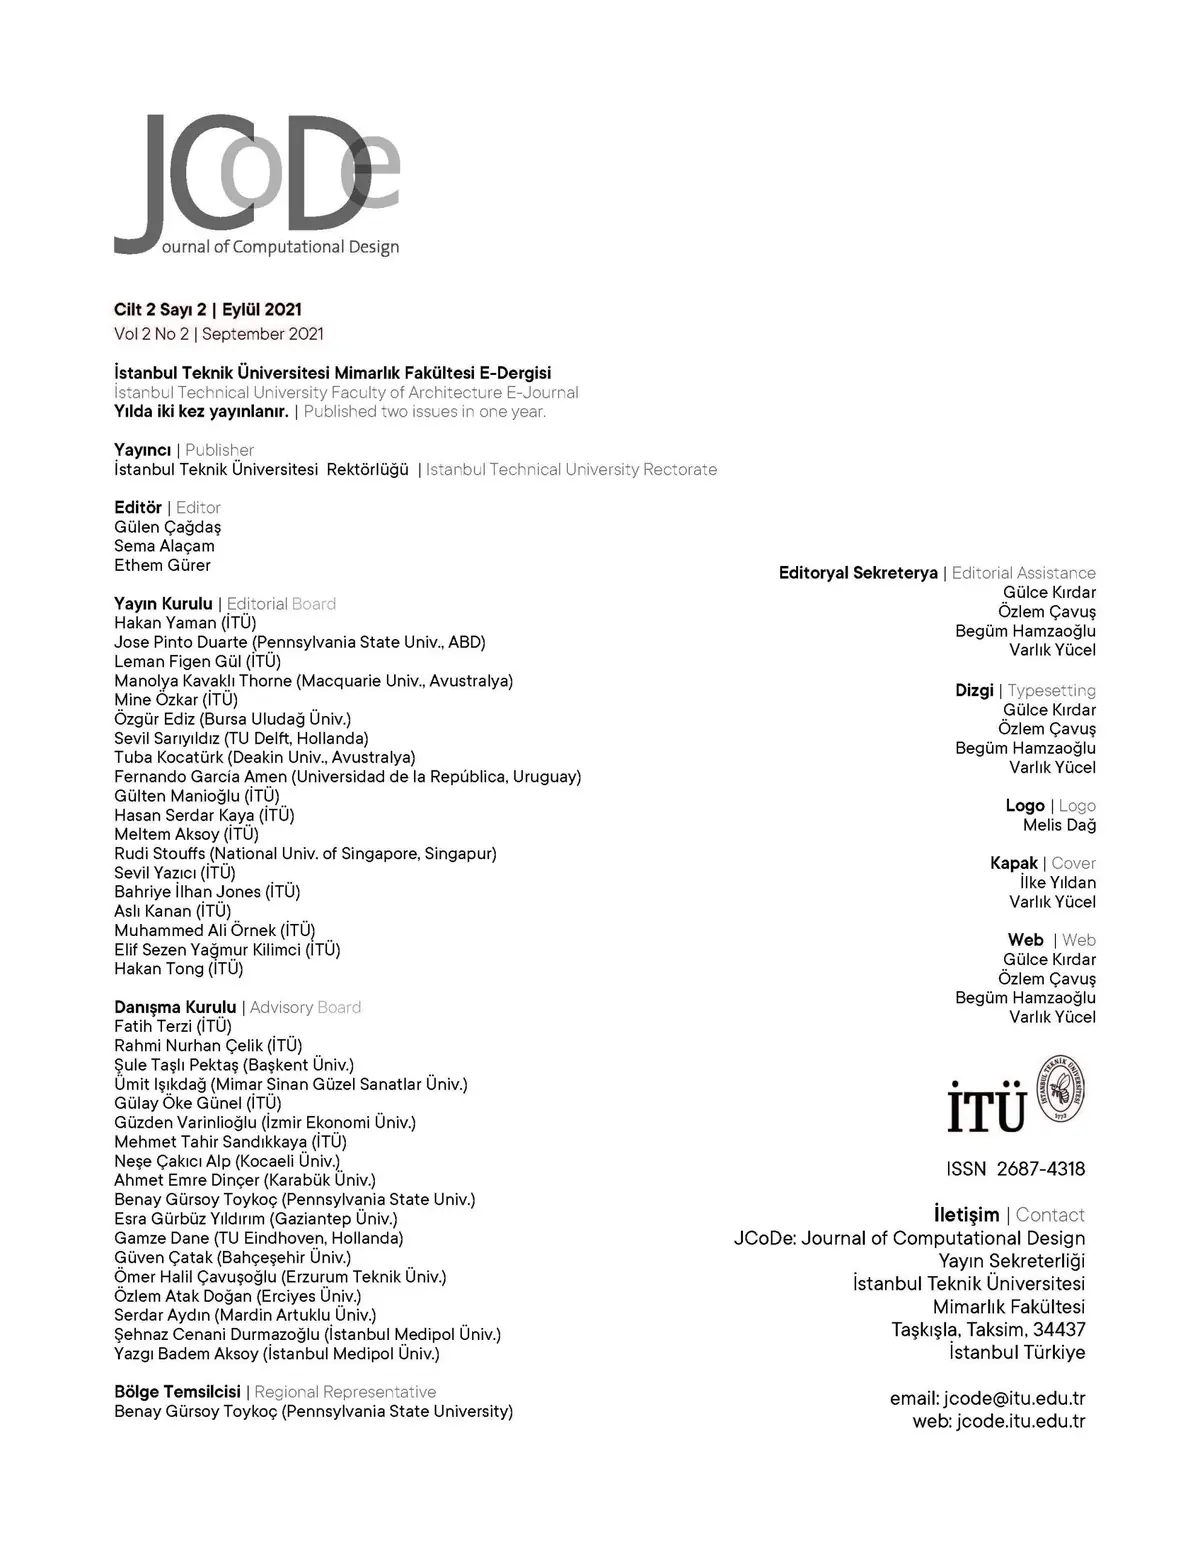 JCoDe
Journal of Computational Design
Cilt 2 Sayı 2 | Eylül 2021
Vol 2 No 2 | September 2021
İstanbul Teknik Üniversitesi Mimarlık Fakültesi E-Dergisi
İstanbul Technical University Faculty of Architecture E-Journal
Yılda iki kez yayınlanır. | Published two issues in one year.
Yayıncı | Publisher
İstanbul Teknik Üniversitesi Rektörlüğü | Istanbul Technical University Rectorate
Editör | Editor
Gülen Çağdaş
Sema Alaçam
Ethem Gürer
Yayın Kurulu | Editorial Board
Hakan Yaman (İTÜ)
Jose Pinto Duarte (Pennsylvania State Univ., ABD)
Leman Figen Gül (İTÜ)
Manolya Kavaklı Thorne (Macquarie Univ., Avustralya)
Mine Özkar (İTÜ)
Özgür Ediz (Bursa Uludağ Üniv.)
Sevil Sarıyıldız (TU Delft, Hollanda)
Tuba Kocatürk (Deakin Univ., Avustralya)
Fernando García Amen (Universidad de la República, Uruguay)
Gülten Manioğlu (İTÜ)
Hasan Serdar Kaya (İTÜ)
Meltem Aksoy (İTÜ)
Rudi Stouffs (National Univ. of Singapore, Singapur)
Sevil Yazıcı (İTÜ)
Bahriye İlhan Jones (İTÜ)
Aslı Kanan (İTÜ)
Muhammed Ali Örnek (İTÜ)
Elif Sezen Yağmur Kilimci (İTÜ)
Hakan Tong (İTÜ)
Danışma Kurulu | Advisory Board
Fatih Terzi (İTÜ)
Rahmi Nurhan Çelik (İTÜ)
Şule Taşlı Pektaş (Başkent Üniv.)
Ümit Işıkdağ (Mimar Sinan Güzel Sanatlar Üniv.)
Gülay Öke Günel (İTÜ)
Güzden Varinlioğlu (İzmir Ekonomi Üniv.)
Mehmet Tahir Sandıkkaya (İTÜ)
Neşe Çakıcı Alp (Kocaeli Üniv.)
Ahmet Emre Dinçer (Karabük Üniv.)
Benay Gürsoy Toykoç (Pennsylvania State Univ.)
Esra Gürbüz Yıldırım (Gaziantep Üniv.)
Gamze Dane (TU Eindhoven, Hollanda)
Güven Çatak (Bahçeşehir Üniv.)
Ömer Halil Çavuşoğlu (Erzurum Teknik Üniv.)
Özlem Atak Doğan (Erciyes Üniv.)
Serdar Aydın (Mardin Artuklu Üniv.)
Şehnaz Cenani Durmazoğlu (İstanbul Medipol Üniv.)
Yazgı Badem Aksoy (İstanbul Medipol Üniv.)
Bölge Temsilcisi | Regional Representative
Benay Gürsoy Toykoç (Pennsylvania State University)
Editoryal Sekreterya | Editorial Assistance
Gülce Kırdar
Özlem Çavuş
Begüm Hamzaoğlu
Varlık Yücel
Dizgi | Typesetting
Gülce Kırdar
Özlem Çavuş
Begüm Hamzaoğlu
Varlık Yücel
Logo | Logo
Melis Dağ
Kapak | Cover
İlke Yıldan
Varlık Yücel
Web | Web
Gülce Kırdar
Özlem Çavuş
Begüm Hamzaoğlu
Varlık Yücel
İTÜ
İSTANBUL TEKNİK ÜNİVERSİTESİ
1773
ISSN 2687-4318
İletişim | Contact
JCoDe: Journal of Computational Design
Yayın Sekreterliği
İstanbul Teknik Üniversitesi
Mimarlık Fakültesi
Taşkışla, Taksim, 34437
İstanbul Türkiye
email: jcode@itu.edu.tr
web: jcode.itu.edu.tr